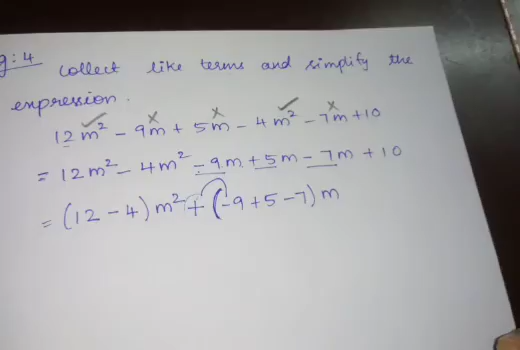 g:4
collect like terms and simplify the
expression.
12m² - 9m + 5m - 4m² - 7m + 10
= 12m² - 4m² - 9m + 5m - 7m + 10
= (12 - 4) m² + (-9 + 5 - 7) m